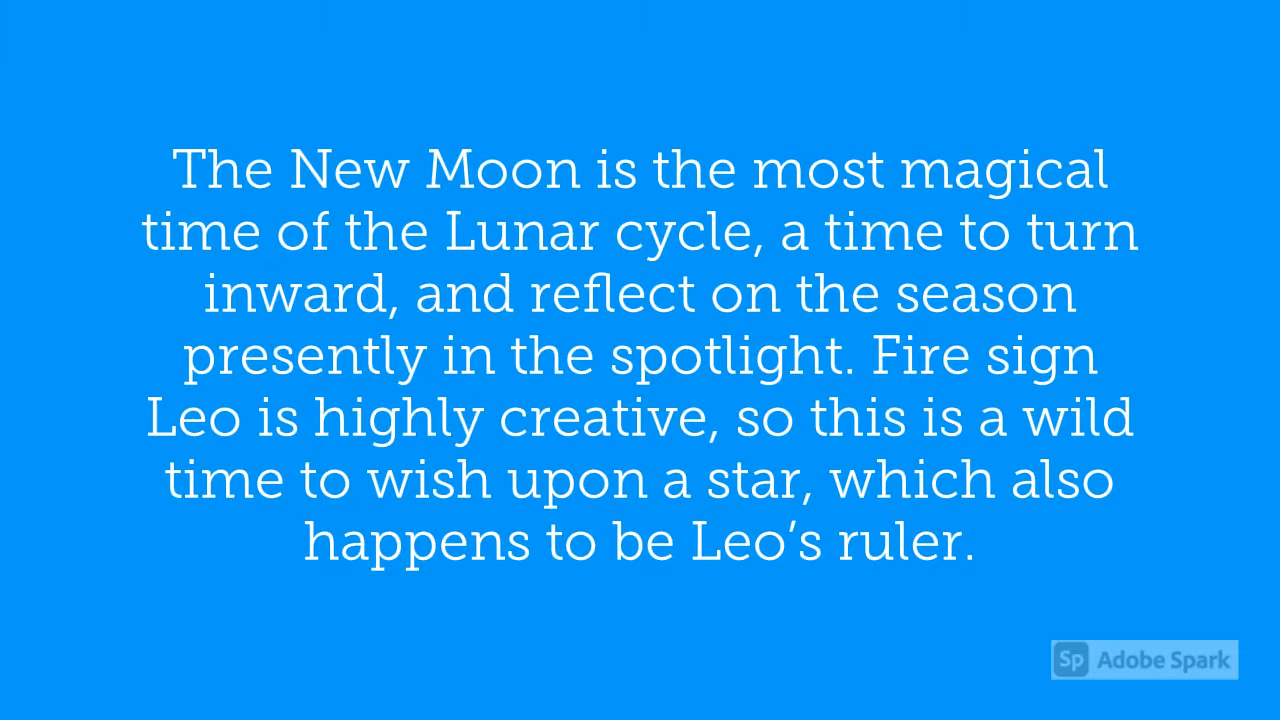 The New Moon is the most magical
time of the Lunar cycle, a time to turn
inward, and reflect on the season
presently in the spotlight. Fire sign
Leo is highly creative, so this is a wild
time to wish upon a star, which also
happens to be Leo’s ruler.
Sp Adobe Spark